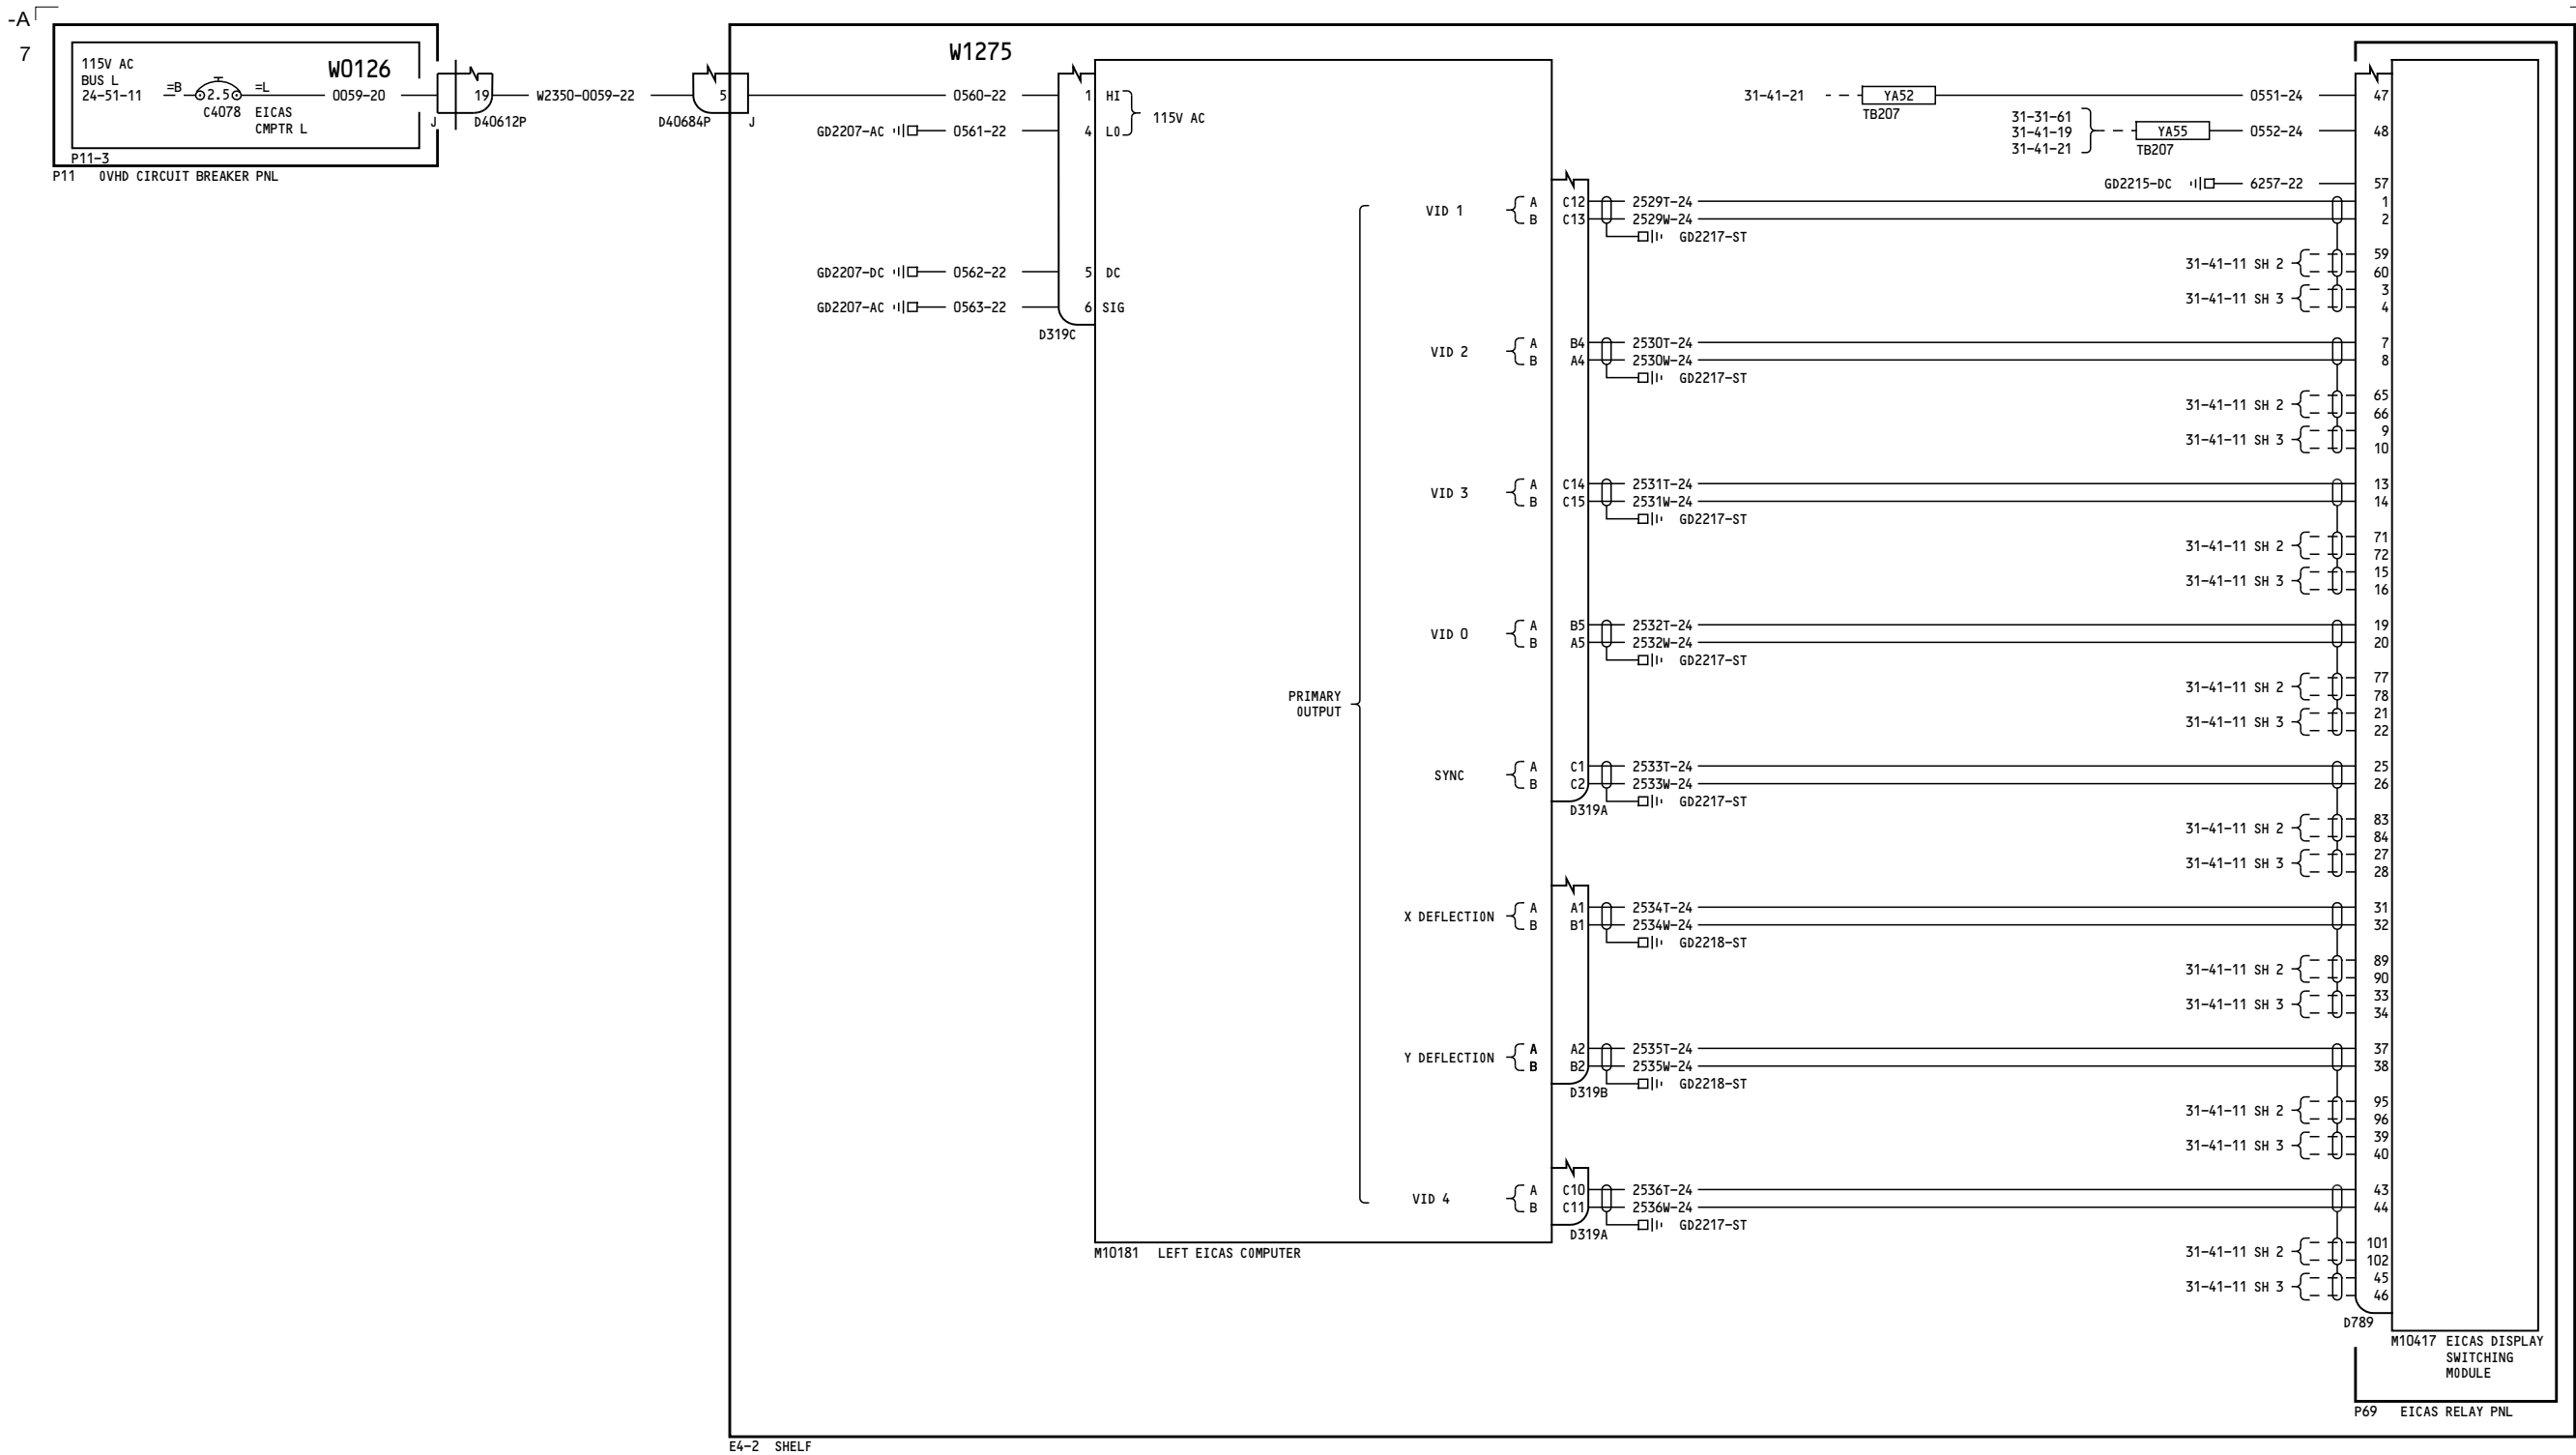 -A
7
115V AC
BUS L
24-51-11
=B
2.5
=L
C4078
EICAS
CMPTR L
W0126
0059-20
P11-3
P11 OVHD CIRCUIT BREAKER PNL
J
19
D40612P
W2350-0059-22
D40684P
5
J
W1275
0560-22
1 HI
GD2207-AC 0561-22 4 LO
115V AC
GD2207-DC 0562-22 5 DC
GD2207-AC 0563-22 6 SIG
D319C
PRIMARY
OUTPUT
VID 1
A C12 2529T-24 1
B C13 2529W-24 2
GD2217-ST
VID 2
A B4 2530T-24 7
B A4 2530W-24 8
GD2217-ST
VID 3
A C14 2531T-24 13
B C15 2531W-24 14
GD2217-ST
VID 0
A B5 2532T-24 19
B A5 2532W-24 20
GD2217-ST
SYNC
A C1 2533T-24 25
B C2 2533W-24 26
GD2217-ST
D319A
X DEFLECTION
A A1 2534T-24 31
B B1 2534W-24 32
GD2218-ST
Y DEFLECTION
A A2 2535T-24 37
B B2 2535W-24 38
GD2218-ST
D319B
VID 4
A C10 2536T-24 43
B C11 2536W-24 44
GD2217-ST
D319A
M10181 LEFT EICAS COMPUTER
31-41-21 YA52 0551-24 47
TB207
31-31-61
31-41-19
31-41-21
YA55 0552-24 48
TB207
GD2215-DC 6257-22 57
31-41-11 SH 2
59
60
31-41-11 SH 3
3
4
31-41-11 SH 2
65
66
31-41-11 SH 3
9
10
31-41-11 SH 2
71
72
31-41-11 SH 3
15
16
31-41-11 SH 2
77
78
31-41-11 SH 3
21
22
31-41-11 SH 2
83
84
31-41-11 SH 3
27
28
31-41-11 SH 2
89
90
31-41-11 SH 3
33
34
31-41-11 SH 2
95
96
31-41-11 SH 3
39
40
31-41-11 SH 2
101
102
31-41-11 SH 3
45
46
D789
M10417 EICAS DISPLAY
SWITCHING
MODULE
P69 EICAS RELAY PNL
E4-2 SHELF